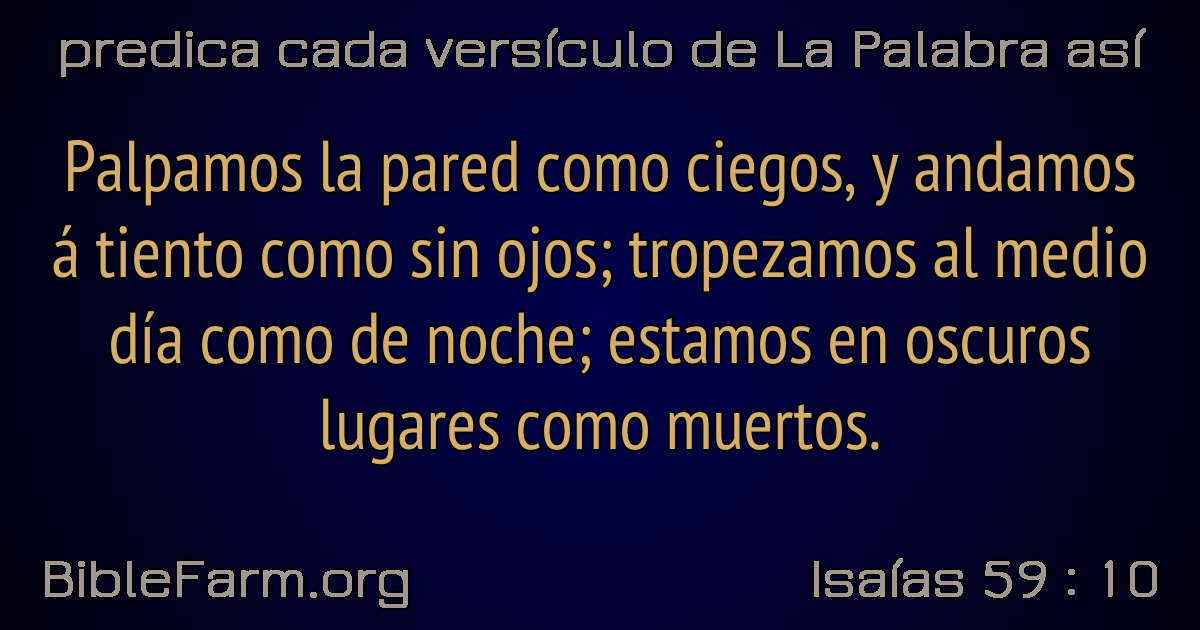 predica cada versículo de La Palabra así
Palpamos la pared como ciegos, y andamos
á tiento como sin ojos; tropezamos al medio
día como de noche; estamos en oscuros
lugares como muertos.
BibleFarm.org
Isaías 59 : 10